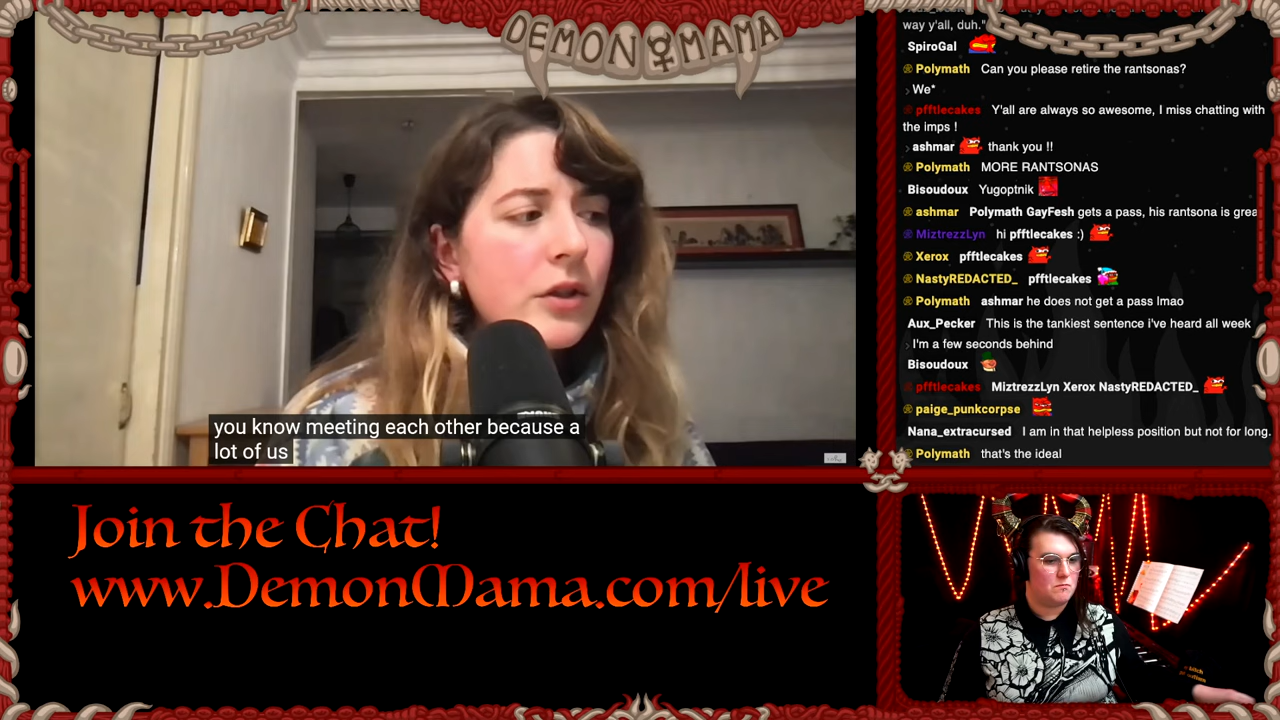 DEMON MAMA
way y'all, duh."
SpiroGal
Polymath Can you please retire the rantsonas?
We*
pfftlecakes Y'all are always so awesome, I miss chatting with
the imps !
ashmar thank you !!
Polymath MORE RANTSONAS
Bisoudoux Yugoptnik
ashmar Polymath GayFesh gets a pass, his rantsona is grea
MiztrezzLyn hi pfftlecakes :)
Xerox pfftlecakes
NastyREDACTED_ pfftlecakes
Polymath ashmar he does not get a pass lmao
Aux_Pecker This is the tankiest sentence i've heard all week
I'm a few seconds behind
Bisoudoux
pfftlecakes MiztrezzLyn Xerox NastyREDACTED_
paige_punkcorpse
Nana_extracursed I am in that helpless position but not for long.
Polymath that's the ideal
you know meeting each other because a
lot of us
Join the Chat!
www.DemonMama.com/live